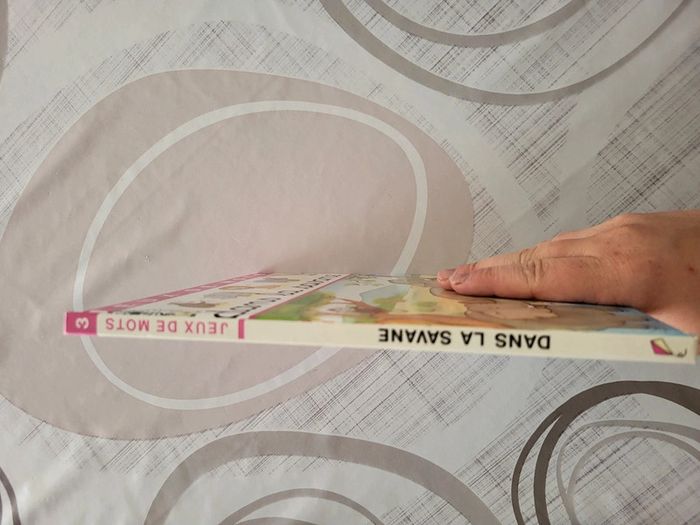 3
JEUX DE MOTS
DANS LA SAVANE